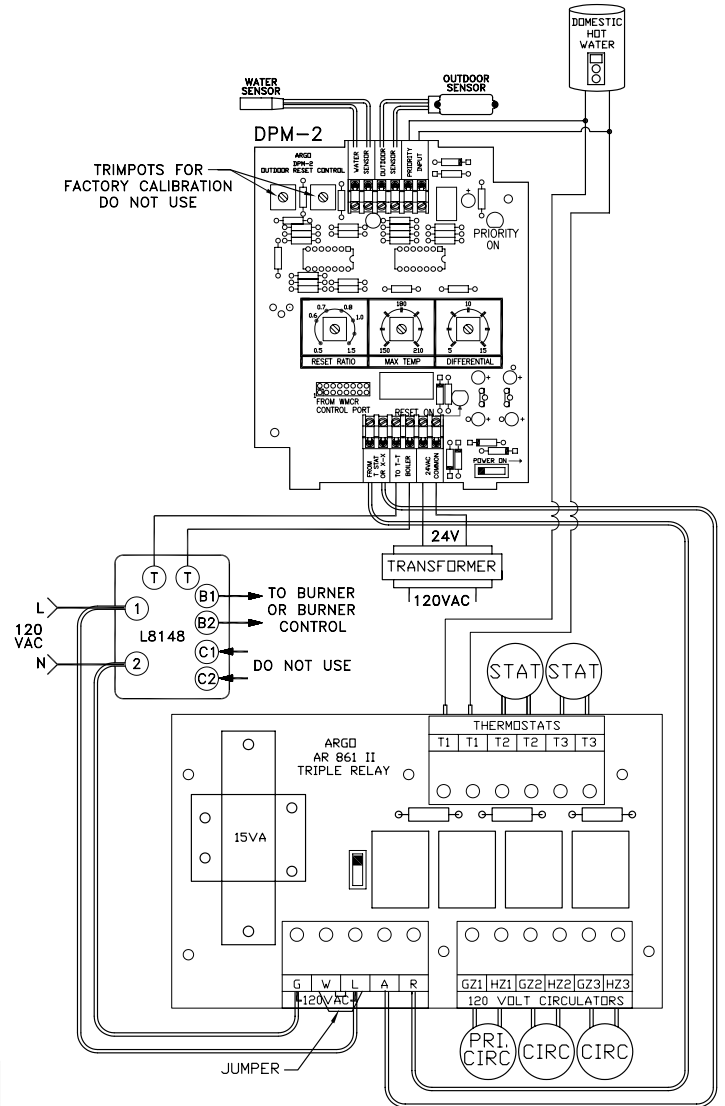 DOMESTIC
HOT
WATER
WATER
SENSOR
OUTDOOR
SENSOR
DPM-2
ARGO
DPM-2
OUTDOOR RESET CONTROL
WATER
SENSOR
OUTDOOR
SENSOR
PRIORITY
INPUT
TRIMPOTS FOR
FACTORY CALIBRATION
DO NOT USE
PRIORITY
ON
0.5 0.6 0.7 0.8 1.0 1.5
RESET RATIO
150 180 210
MAX TEMP
5 10 15
DIFFERENTIAL
1
FROM WMCR
CONTROL PORT
RESET ON
FROM
T STAT
OR X-X
TO T-T
BOILER
24VAC
COMMON
POWER ON
24V
TRANSFORMER
120VAC
T T
L
120
VAC
N
1
2
L8148
B1
B2
C1
C2
TO BURNER
OR BURNER
CONTROL
DO NOT USE
STAT STAT
THERMOSTATS
T1 T1 T2 T2 T3 T3
ARGO
AR 861 II
TRIPLE RELAY
15VA
G W L A R
120VAC
JUMPER
GZ1 HZ1 GZ2 HZ2 GZ3 HZ3
120 VOLT CIRCULATORS
PRI.
CIRC
CIRC
CIRC